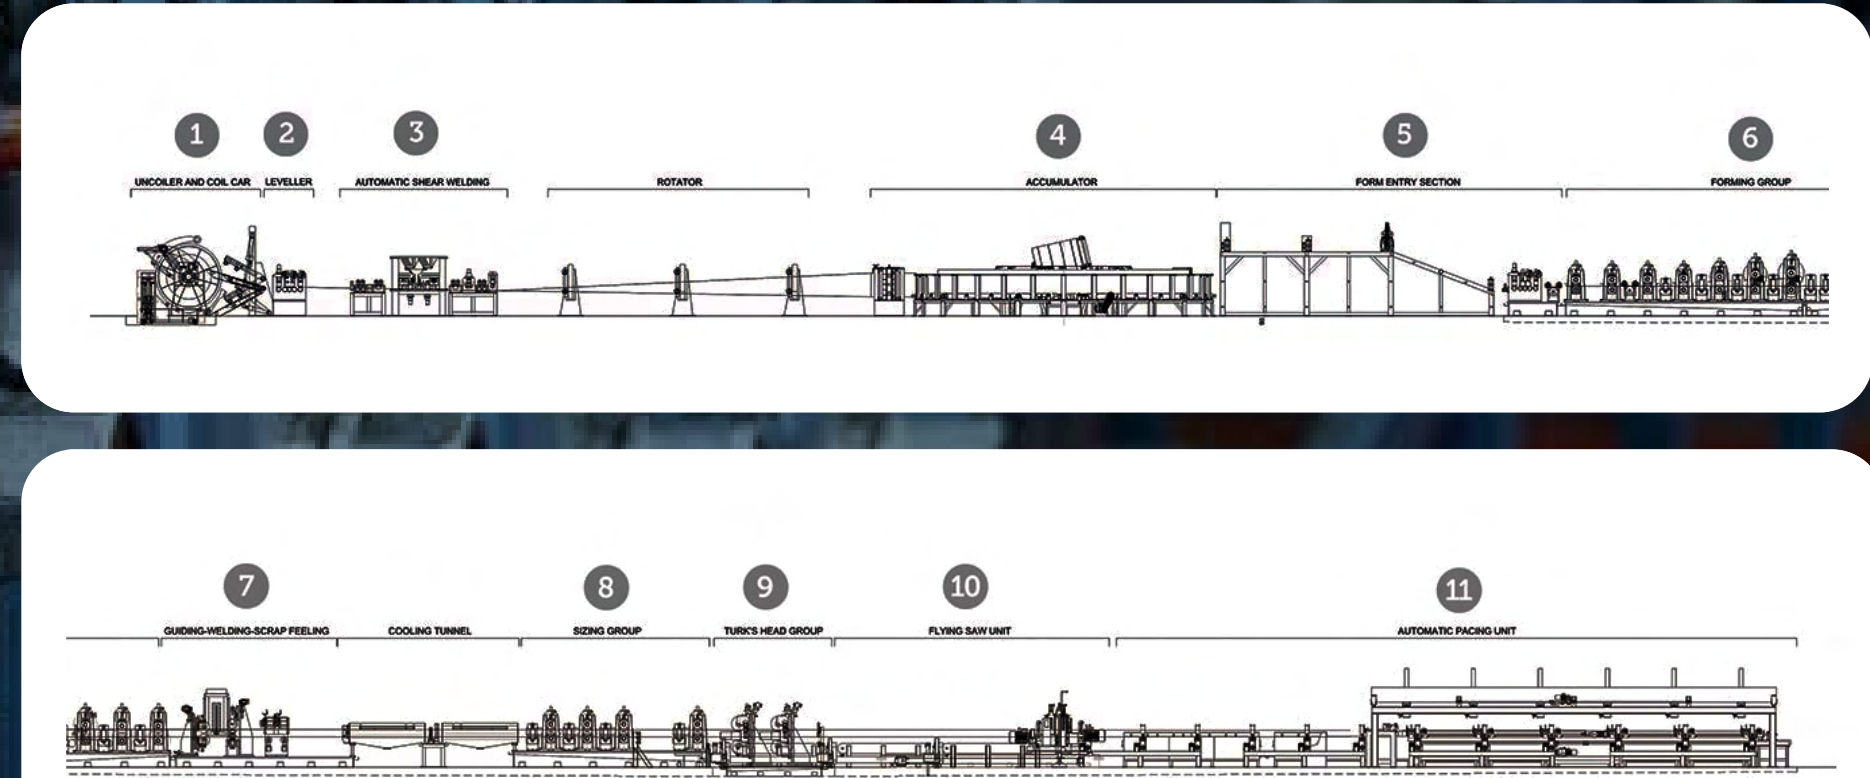 1 2 3 4 5 6
UNCOILER AND COIL CAR LEVELLER AUTOMATIC SHEAR WELDING ROTATOR ACCUMULATOR FORM ENTRY SECTION FORMING GROUP
7 8 9 10 11
GUIDING-WELDING-SCRAP FEELING COOLING TUNNEL SIZING GROUP TURK'S HEAD GROUP FLYING SAW UNIT AUTOMATIC PACING UNIT